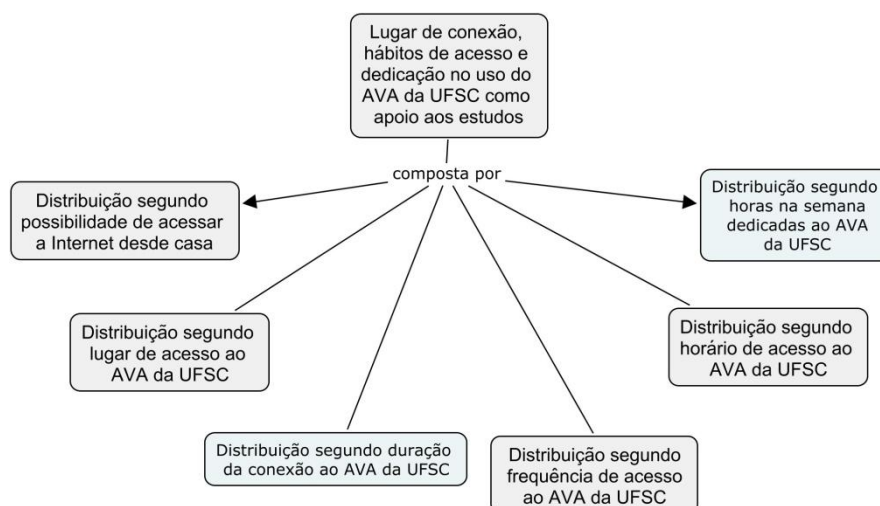 Lugar de conexão,
hábitos de acesso e
dedicação no uso do
AVA da UFSC como
apoio aos estudos
composta por
Distribuição segundo
possibilidade de acessar
a Internet desde casa
Distribuição segundo
horas na semana
dedicadas ao AVA
da UFSC
Distribuição segundo
lugar de acesso ao
AVA da UFSC
Distribuição segundo
horário de acesso ao
AVA da UFSC
Distribuição segundo duração
da conexão ao AVA da UFSC
Distribuição segundo
frequência de acesso
ao AVA da UFSC